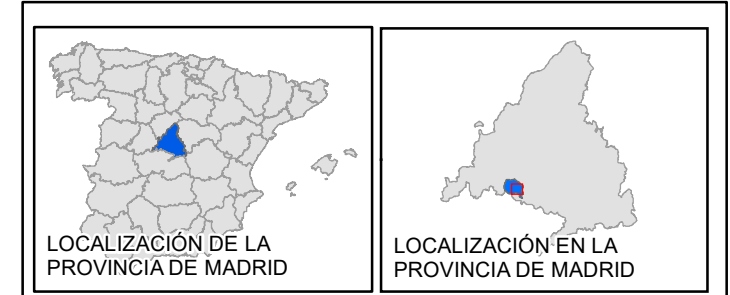 LOCALIZACIÓN DE LA
PROVINCIA DE MADRID
LOCALIZACIÓN EN LA
PROVINCIA DE MADRID